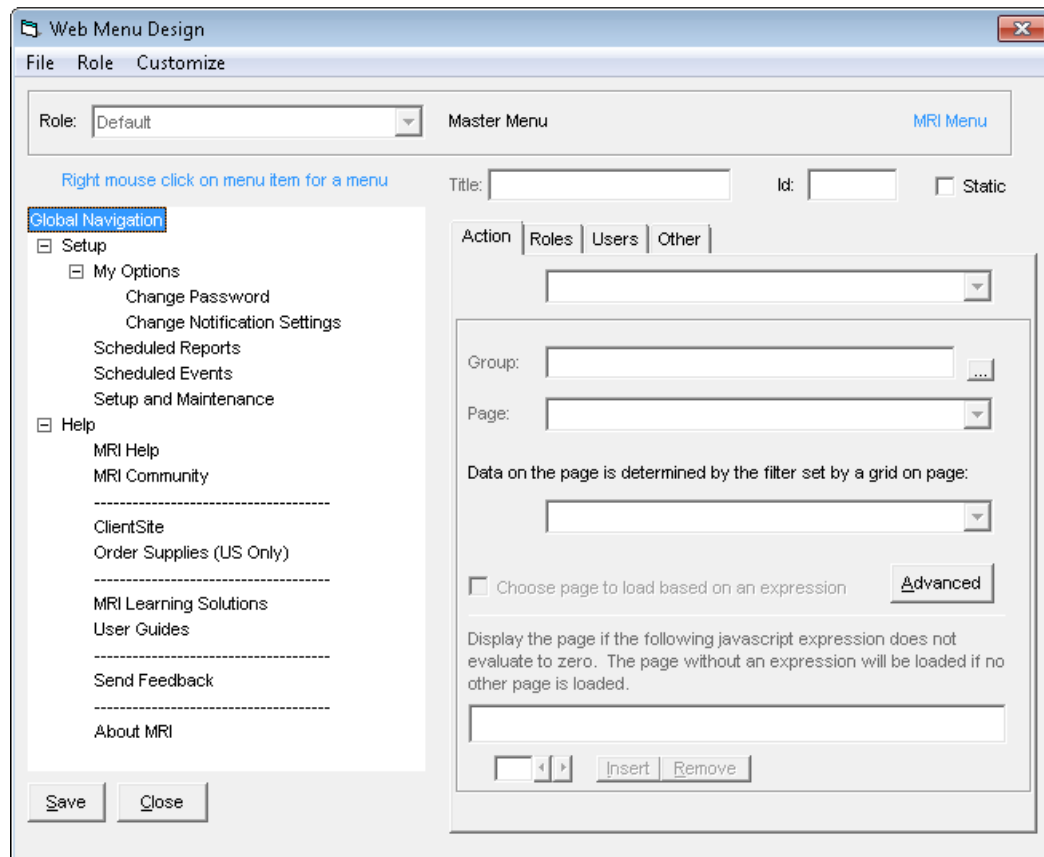 Web Menu Design
File Role Customize
Role: Default Master Menu MRI Menu
Right mouse click on menu item for a menu
Title: Id: Static
Global Navigation
Setup
My Options
Change Password
Change Notification Settings
Scheduled Reports
Scheduled Events
Setup and Maintenance
Help
MRI Help
MRI Community
-------------------------------------
ClientSite
Order Supplies (US Only)
-------------------------------------
MRI Learning Solutions
User Guides
-------------------------------------
Send Feedback
-------------------------------------
About MRI
Save Close
Action Roles Users Other
Group: ...
Page:
Data on the page is determined by the filter set by a grid on page:
Choose page to load based on an expression Advanced
Display the page if the following javascript expression does not
evaluate to zero. The page without an expression will be loaded if no
other page is loaded.
Insert Remove